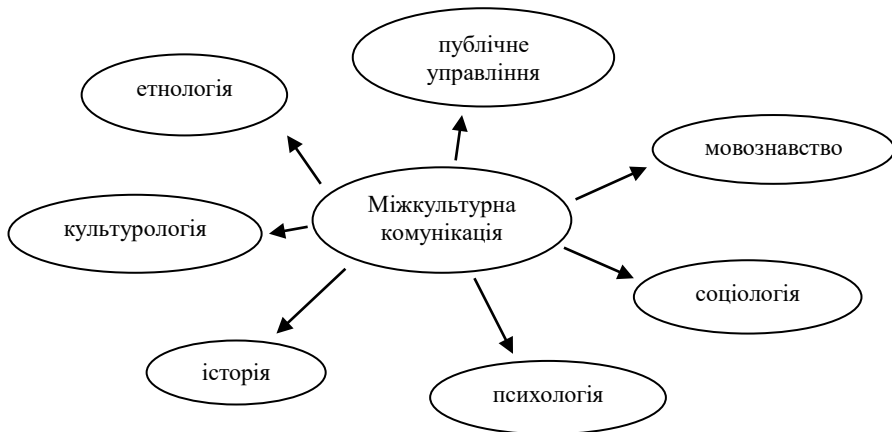 публічне
управління
етнологія
мовознавство
Міжкультурна
комунікація
культурологія
соціологія
історія
психологія